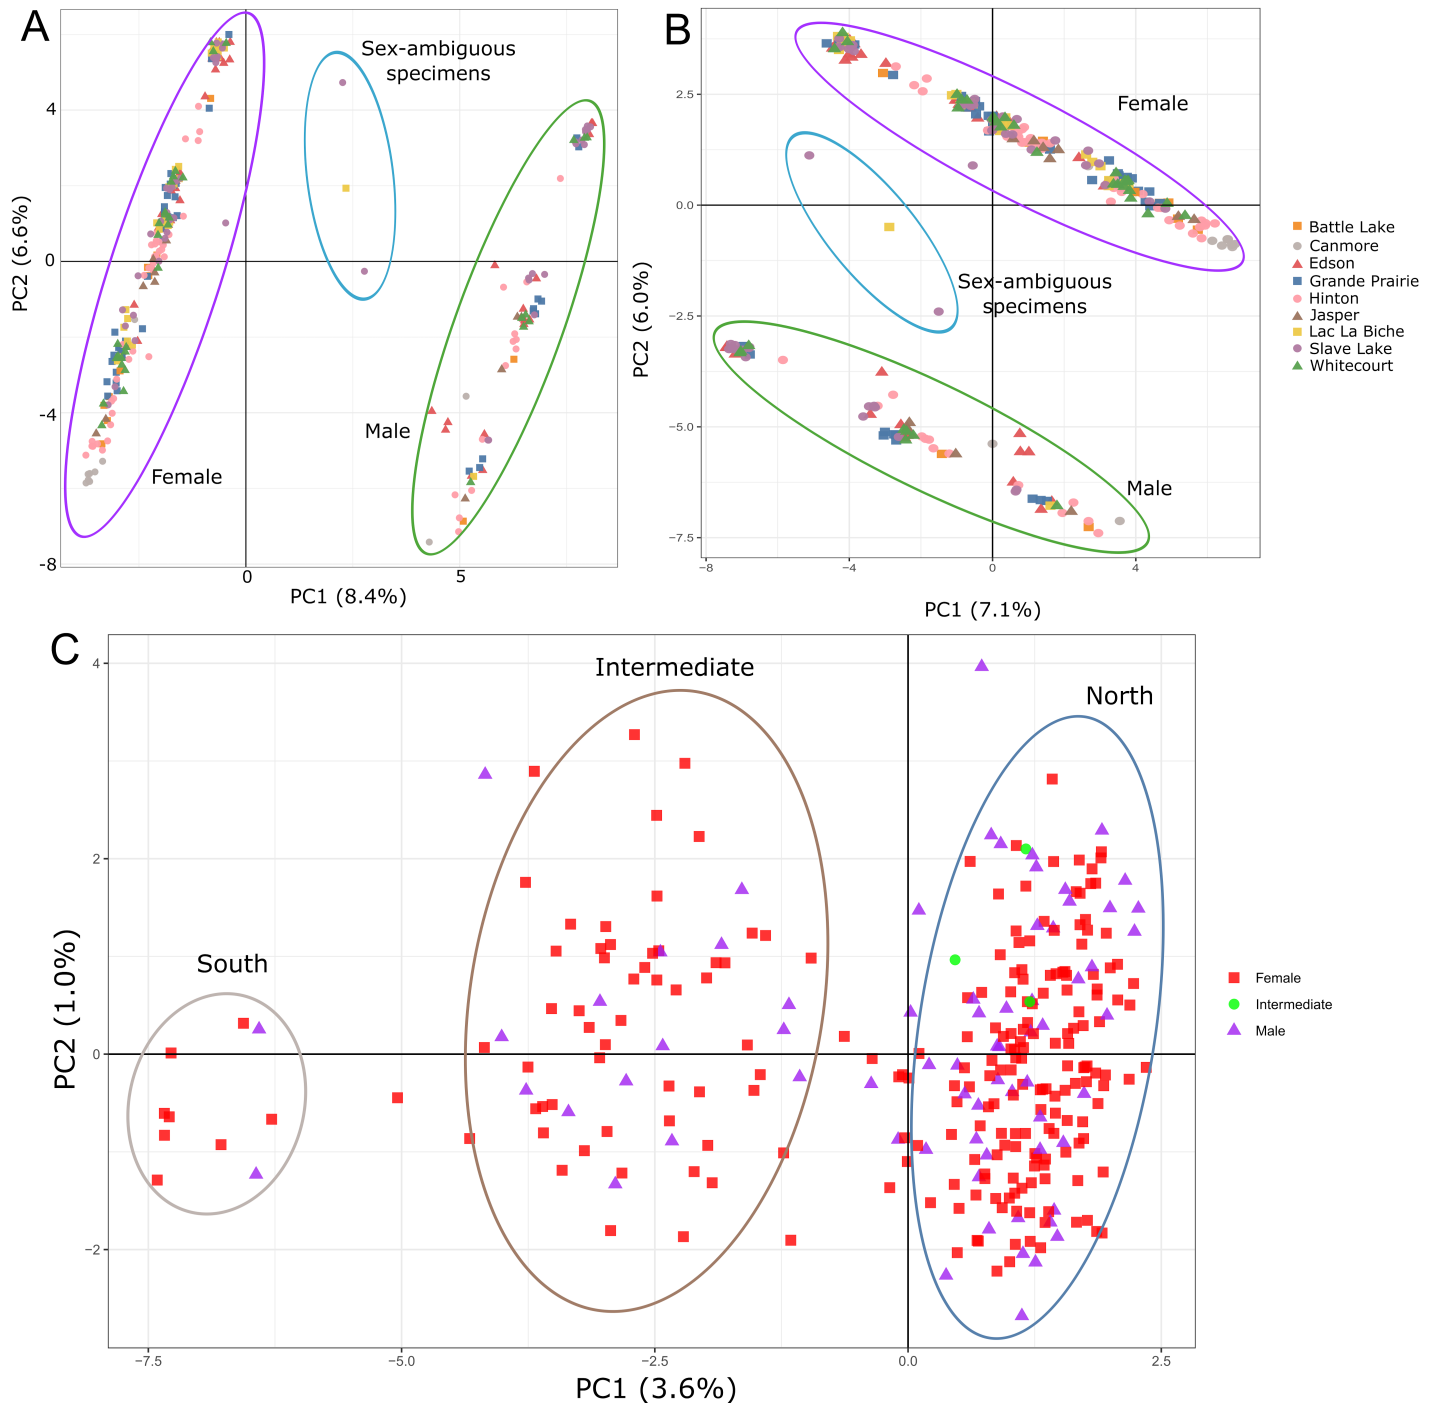 A
Sex-ambiguous
specimens
Male
Female
4
0
-4
-8
0
5
PC2 (6.6%)
PC1 (8.4%)
B
Female
Sex-ambiguous
specimens
Male
2.5
0.0
−2.5
−5.0
−7.5
−8
−4
0
4
PC2 (6.0%)
PC1 (7.1%)
Battle Lake
Canmore
Edson
Grande Prairie
Hinton
Jasper
Lac La Biche
Slave Lake
Whitecourt
C
Intermediate
North
South
4
2
0
−2
−7.5
−5.0
−2.5
0.0
2.5
PC2 (1.0%)
PC1 (3.6%)
Female
Intermediate
Male